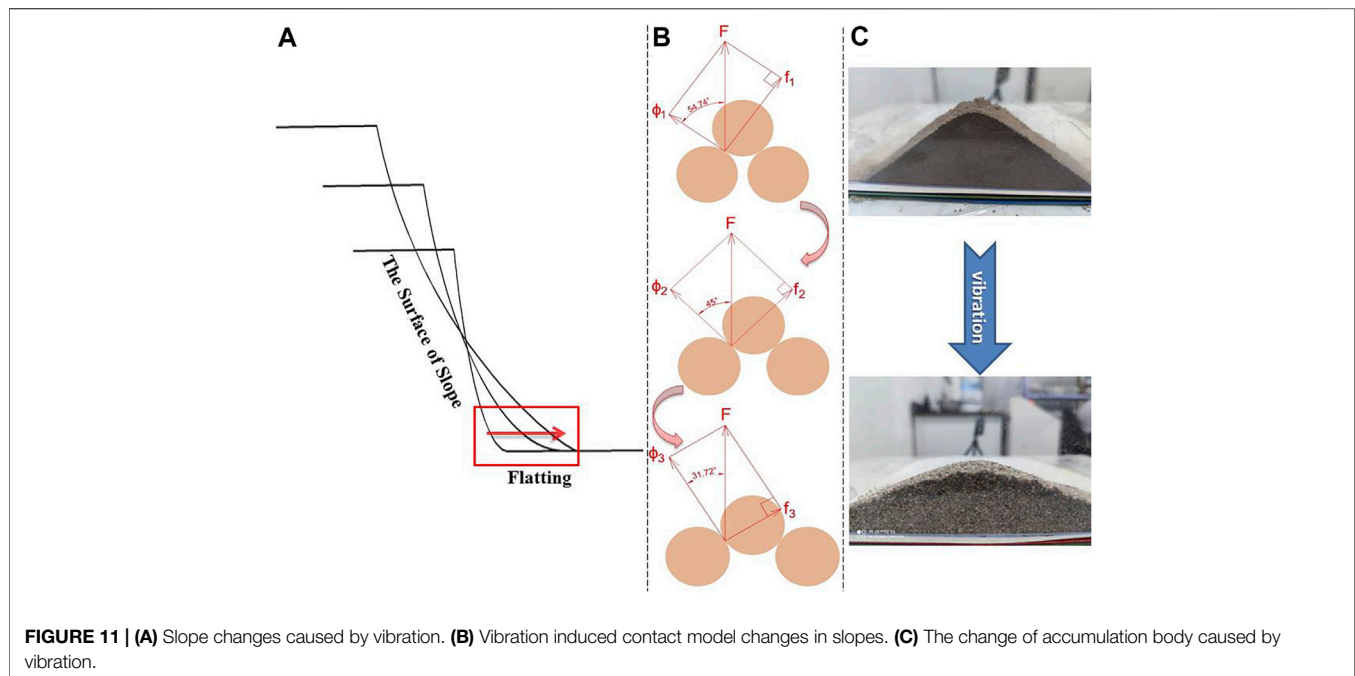 A
The Surface of Slope
Flatting
B
F
f1
ϕ1
54.74°
F
ϕ2
45°
f2
F
ϕ3
31.72°
f3
C
vibration
FIGURE 11 | (A) Slope changes caused by vibration. (B) Vibration induced contact model changes in slopes. (C) The change of accumulation body caused by
vibration.